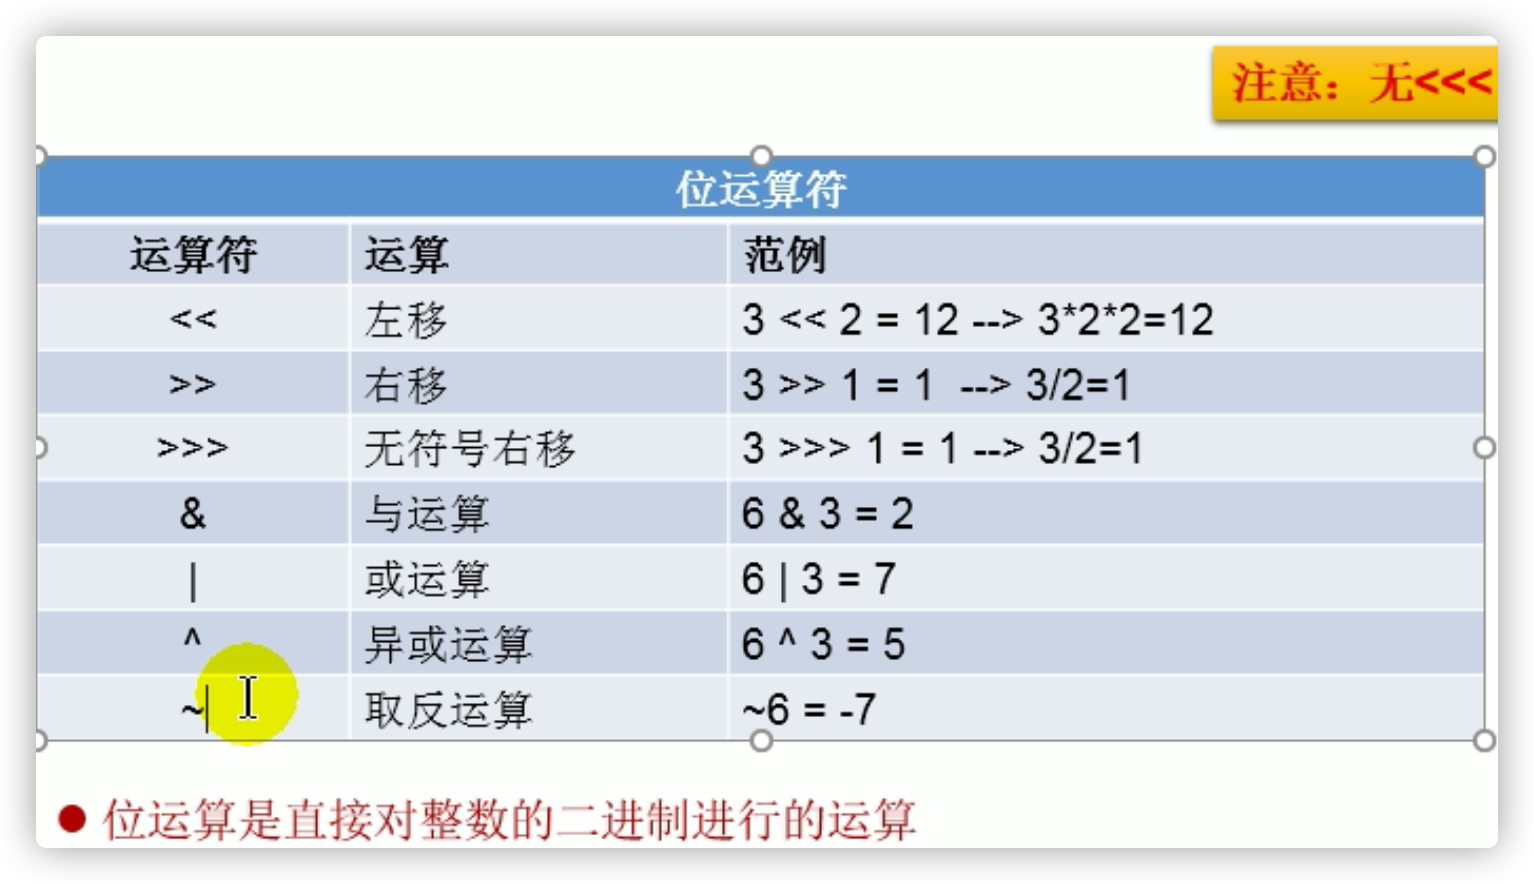 注意：无<<<
位运算符
运算符 运算 范例
<< 左移 3 << 2 = 12 --> 3*2*2=12
>> 右移 3 >> 1 = 1 --> 3/2=1
>>> 无符号右移 3 >>> 1 = 1 --> 3/2=1
& 与运算 6 & 3 = 2
| 或运算 6 | 3 = 7
^ 异或运算 6 ^ 3 = 5
~ 取反运算 ~6 = -7
● 位运算是直接对整数的二进制进行的运算